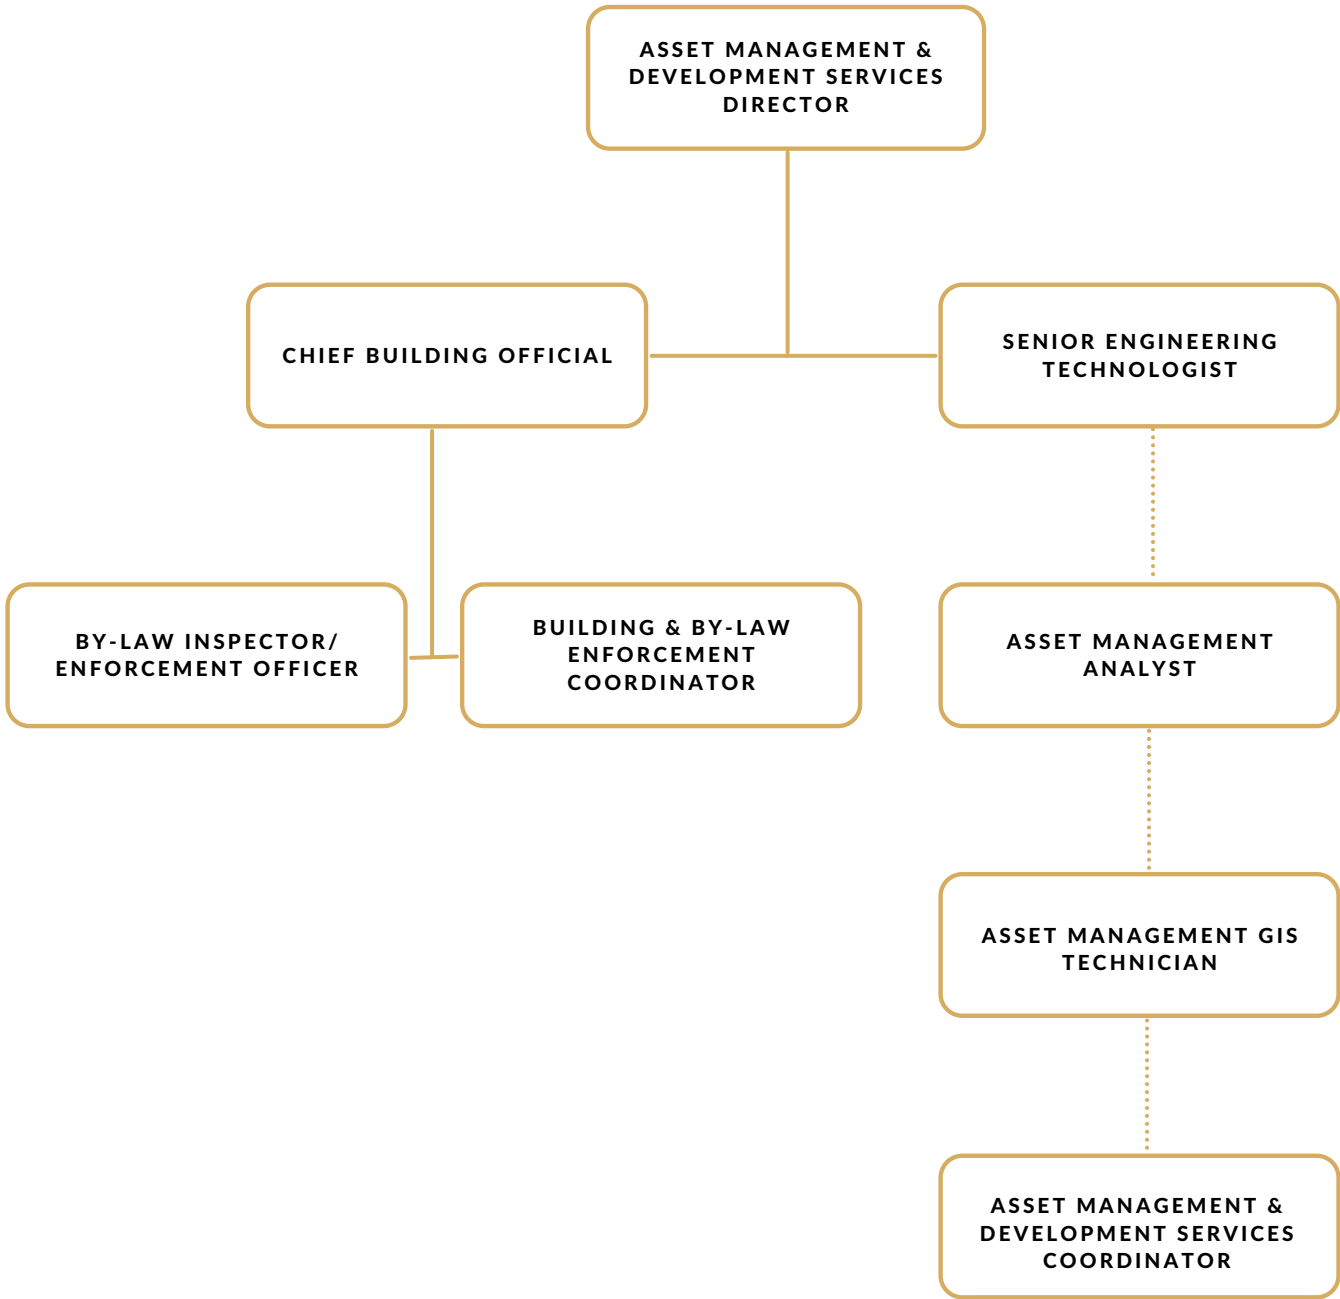 ASSET MANAGEMENT &
DEVELOPMENT SERVICES
DIRECTOR
CHIEF BUILDING OFFICIAL
SENIOR ENGINEERING
TECHNOLOGIST
BY-LAW INSPECTOR/
ENFORCEMENT OFFICER
BUILDING & BY-LAW
ENFORCEMENT
COORDINATOR
ASSET MANAGEMENT
ANALYST
ASSET MANAGEMENT GIS
TECHNICIAN
ASSET MANAGEMENT &
DEVELOPMENT SERVICES
COORDINATOR